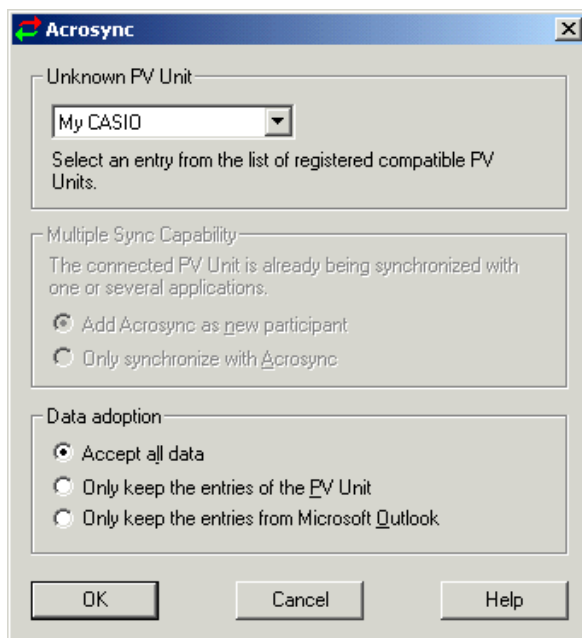 Acrosync
Unknown PV Unit
My CASIO
Select an entry from the list of registered compatible PV
Units.
Multiple Sync Capability
The connected PV Unit is already being synchronized with
one or several applications.
Add Acrosync as new participant
Only synchronize with Acrosync
Data adoption
Accept all data
Only keep the entries of the PV Unit
Only keep the entries from Microsoft Outlook
OK Cancel Help